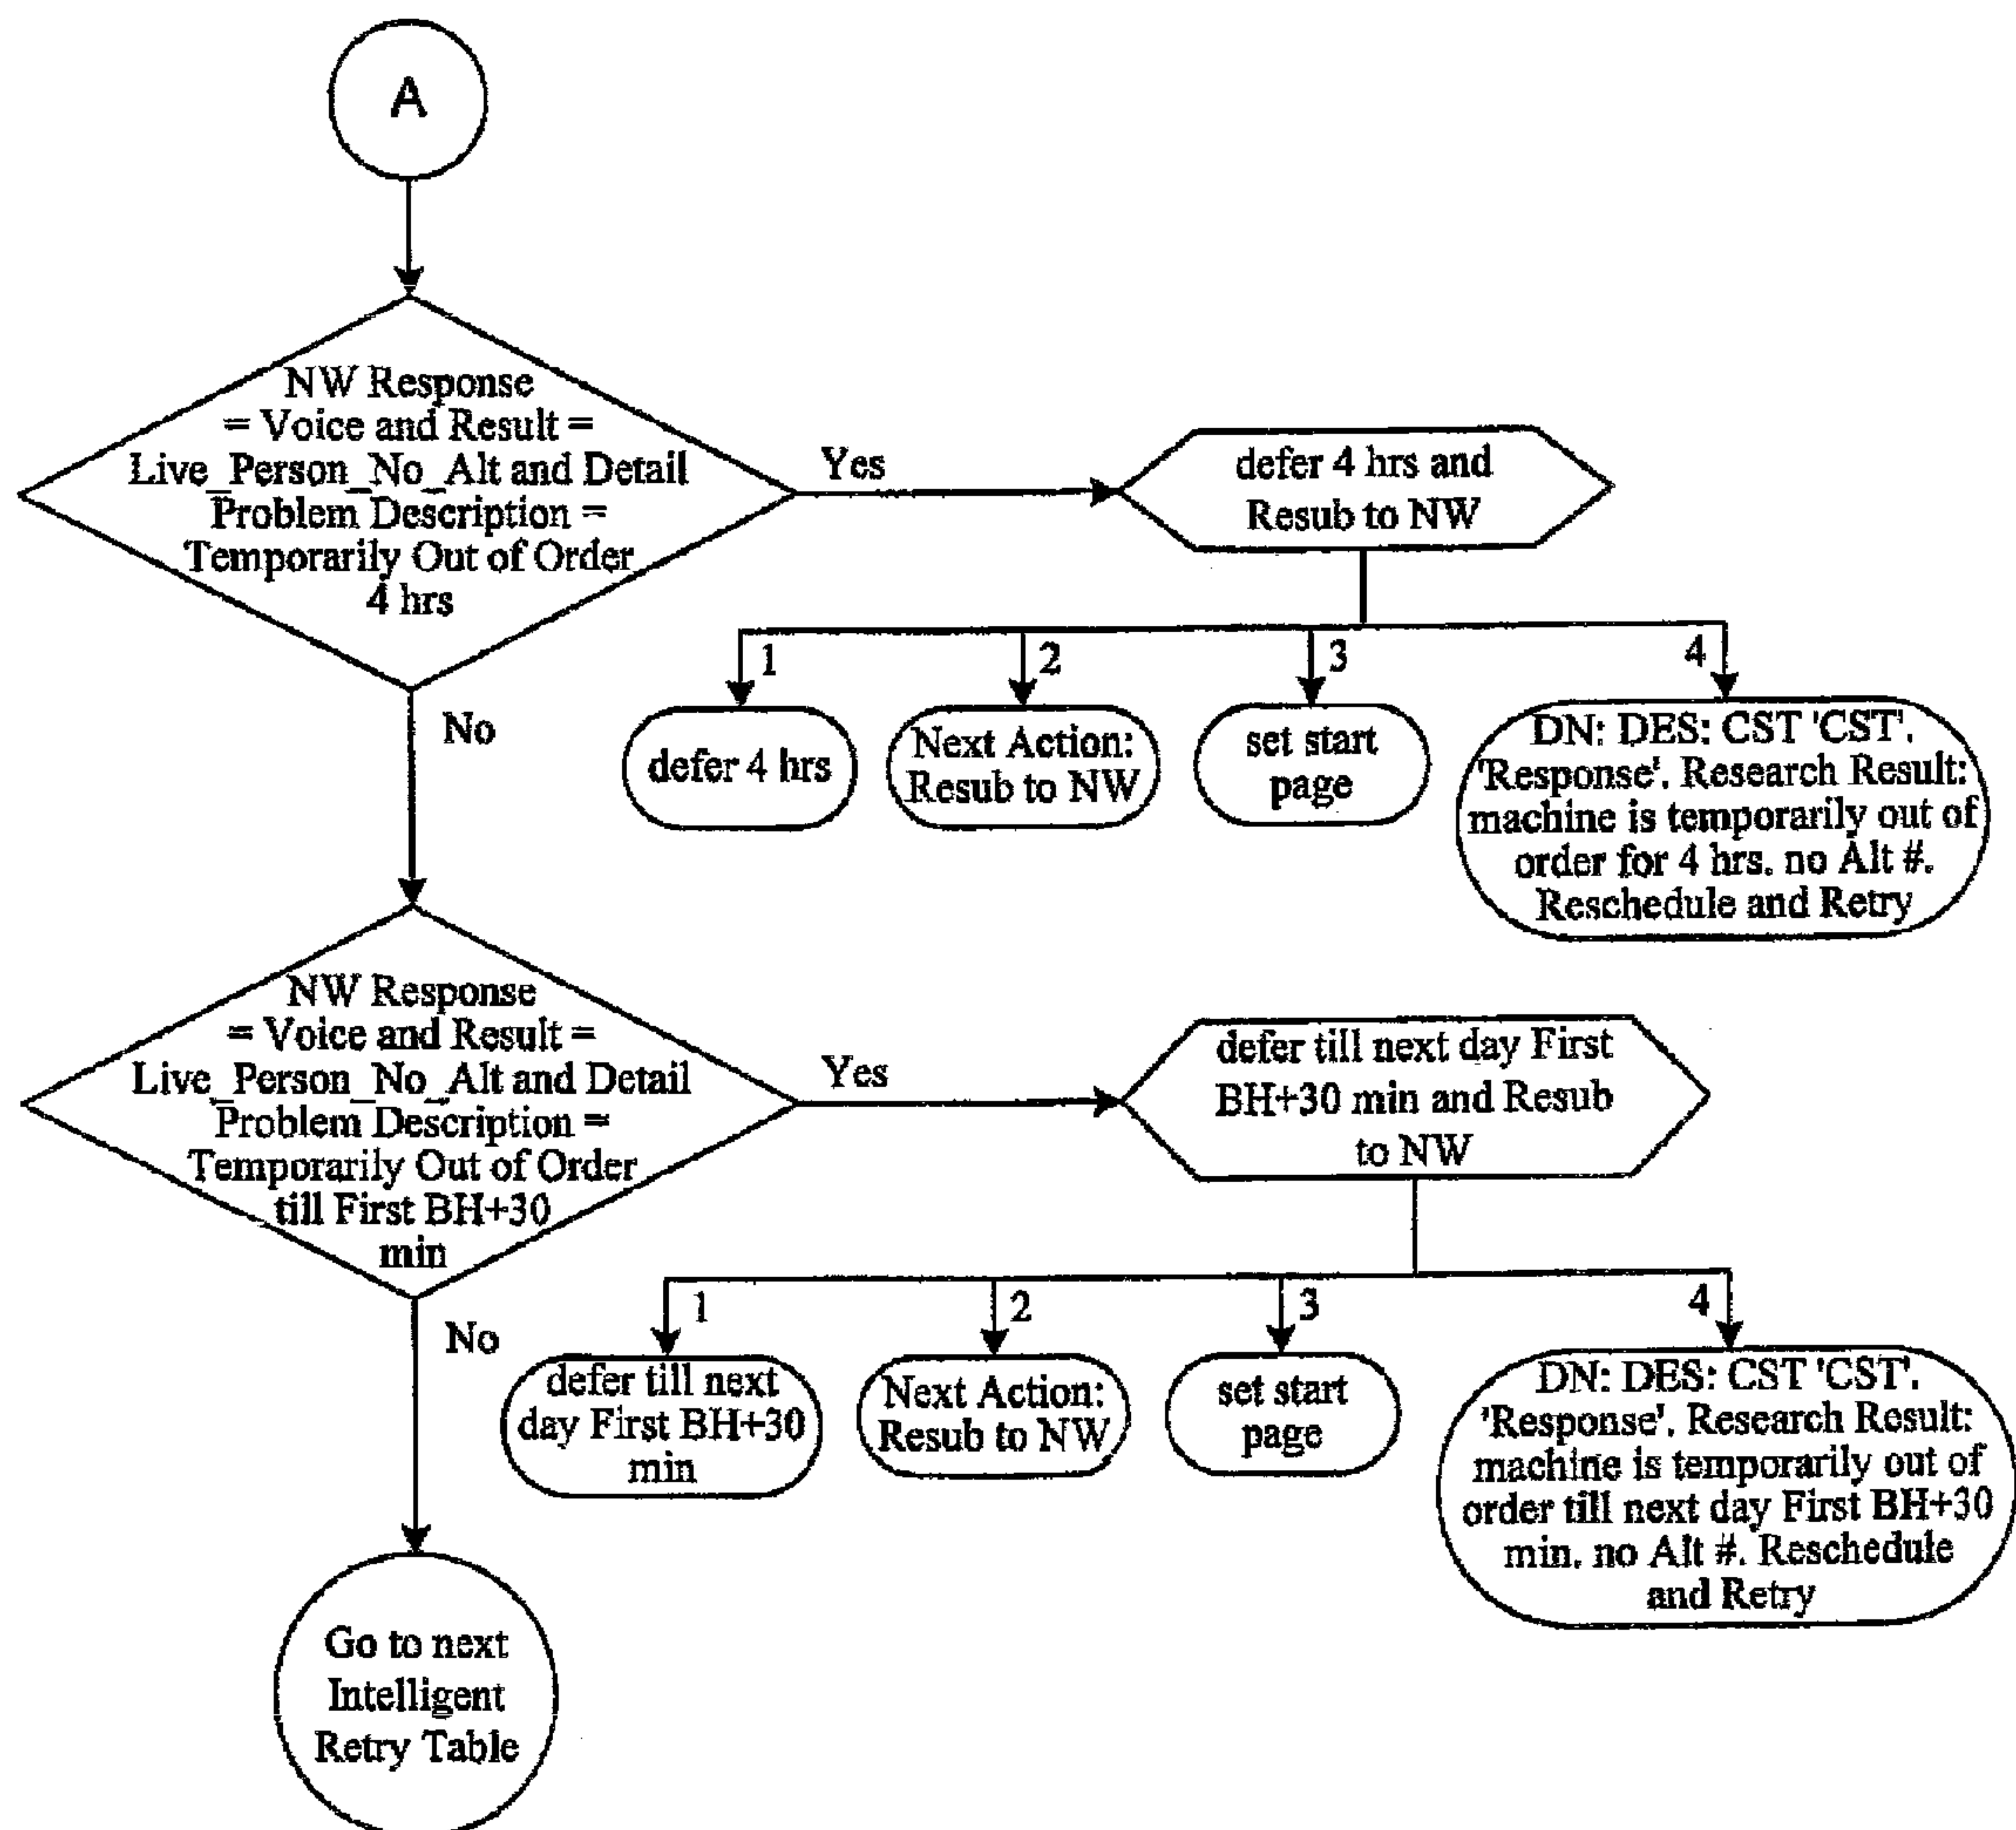 A
NW Response
= Voice and Result =
Live_Person_No_Alt and Detail
Problem Description =
Temporarily Out of Order
4 hrs
Yes
defer 4 hrs and
Resub to NW
No
1
2
3
4
defer 4 hrs
Next Action:
Resub to NW
set start
page
DN: DES: CST 'CST'.
'Response'. Research Result:
machine is temporarily out of
order for 4 hrs. no Alt #.
Reschedule and Retry
NW Response
= Voice and Result =
Live_Person_No_Alt and Detail
Problem Description =
Temporarily Out of Order
till First BH+30
min
Yes
defer till next day First
BH+30 min and Resub
to NW
No
1
2
3
4
defer till next
day First BH+30
min
Next Action:
Resub to NW
set start
page
DN: DES: CST 'CST'.
'Response'. Research Result:
machine is temporarily out of
order till next day First BH+30
min. no Alt #. Reschedule
and Retry
Go to next
Intelligent
Retry Table